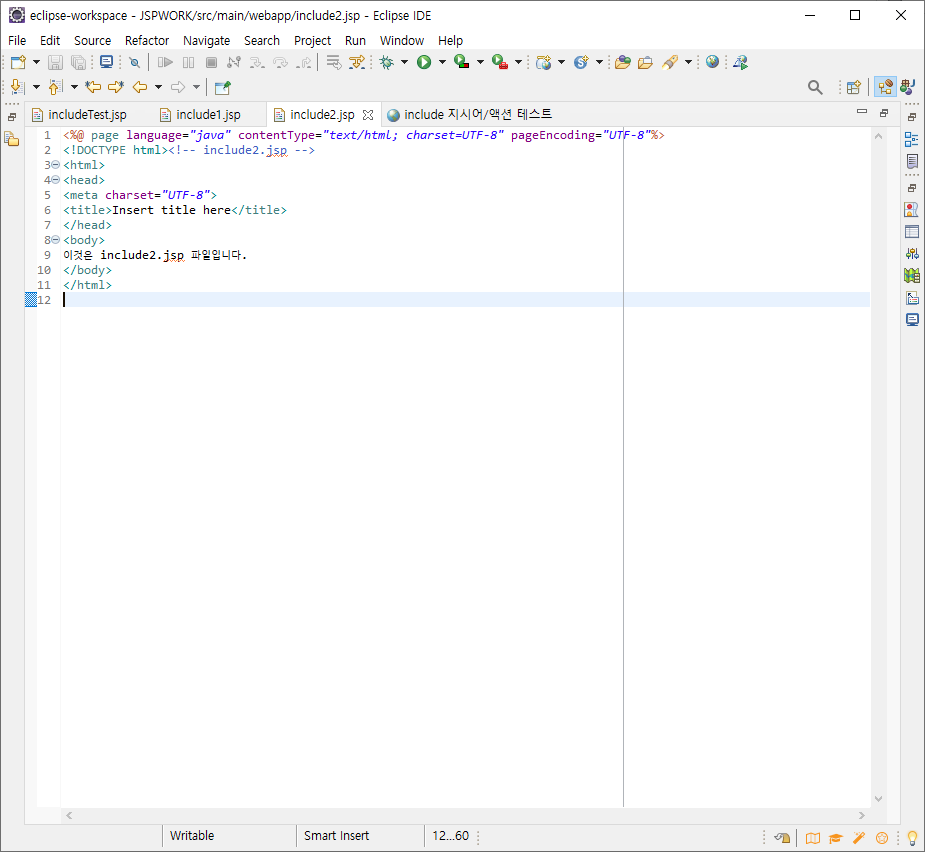 eclipse-workspace - JSPWORK/src/main/webapp/include2.jsp - Eclipse IDE
File Edit Source Refactor Navigate Search Project Run Window Help
includeTest.jsp include1.jsp include2.jsp include 지시어/액션 테스트
1 <%@ page language="java" contentType="text/html; charset=UTF-8" pageEncoding="UTF-8"%>
2 <!DOCTYPE html><!-- include2.jsp -->
3 <html>
4 <head>
5 <meta charset="UTF-8">
6 <title>Insert title here</title>
7 </head>
8 <body>
9 이것은 include2.jsp 파일입니다.
10 </body>
11 </html>
12
Writable Smart Insert 12...60